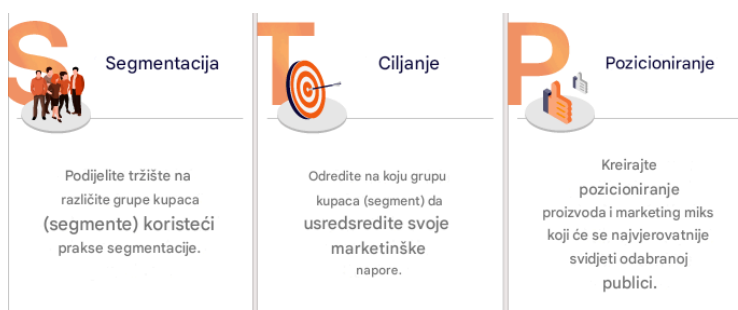 S
Segmentacija
Podijelite tržište na
različite grupe kupaca
(segmente) koristeći
prakse segmentacije.
T
Ciljanje
Odredite na koju grupu
kupaca (segment) da
usredsredite svoje
marketinške
napore.
P
Pozicioniranje
Kreirajte
pozicioniranje
proizvoda i marketing miks
koji će se najvjerovatnije
svidjeti odabranoj
publici.